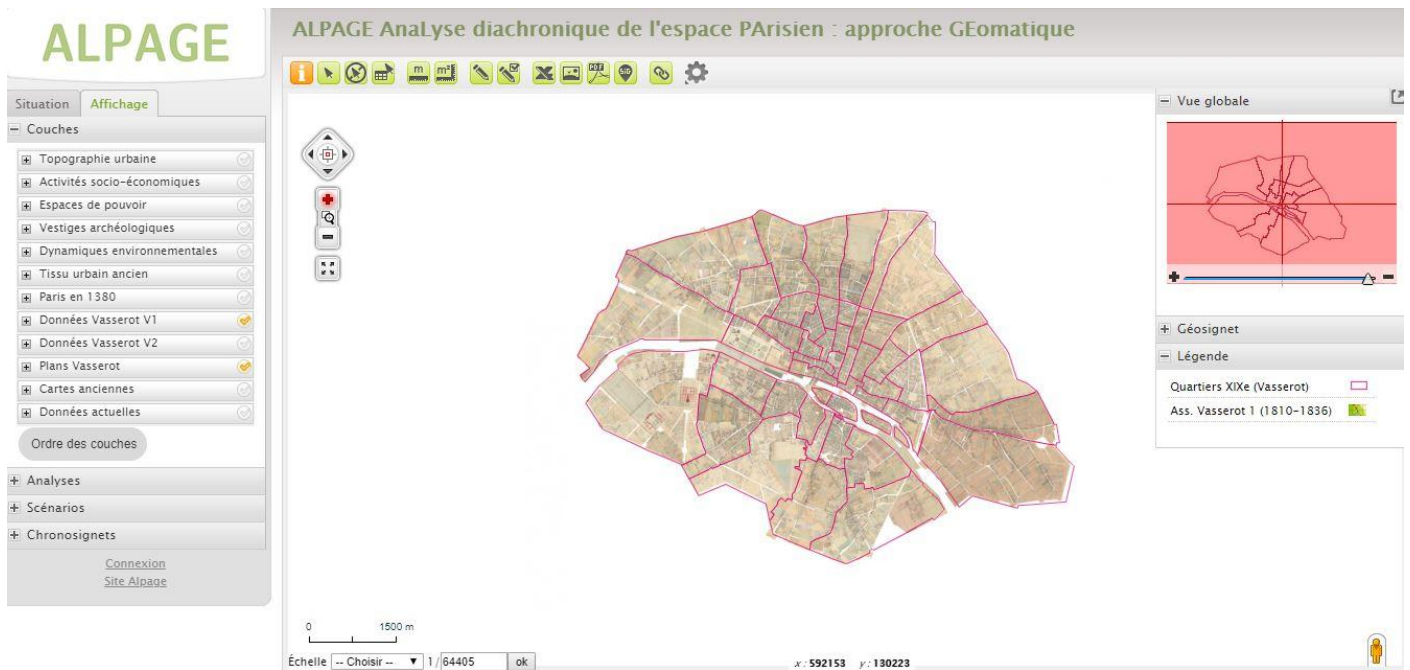 ALPAGE
ALPAGE AnaLyse diachronique de l'espace PArisien : approche GEomatique
i
m
m²
PDF
SID
Situation
Affichage
Couches
Topographie urbaine
Activités socio-économiques
Espaces de pouvoir
Vestiges archéologiques
Dynamiques environnementales
Tissu urbain ancien
Paris en 1380
Données Vasserot V1
Données Vasserot V2
Plans Vasserot
Cartes anciennes
Données actuelles
Ordre des couches
Analyses
Scénarios
Chronosignets
Connexion
Site Alpage
Vue globale
Géosignet
Légende
Quartiers XIXe (Vasserot)
Ass. Vasserot 1 (1810-1836)
0 1500 m
Échelle -- Choisir -- 1 / 64405 ok
x : 592153 y : 130223